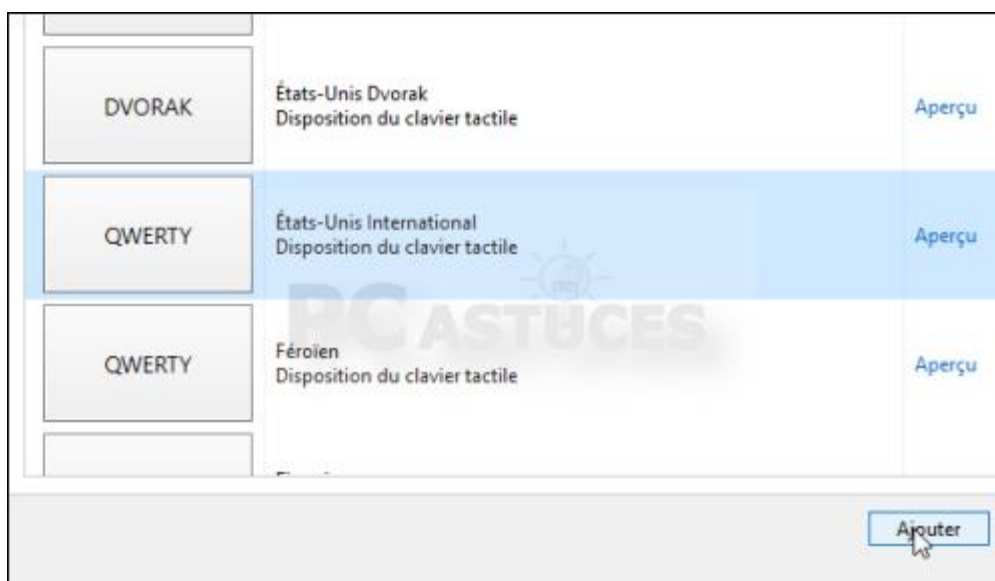 DVORAK
États-Unis Dvorak
Disposition du clavier tactile
Aperçu
QWERTY
États-Unis International
Disposition du clavier tactile
Aperçu
PC ASTUCES
QWERTY
Féroïen
Disposition du clavier tactile
Aperçu
Ajouter